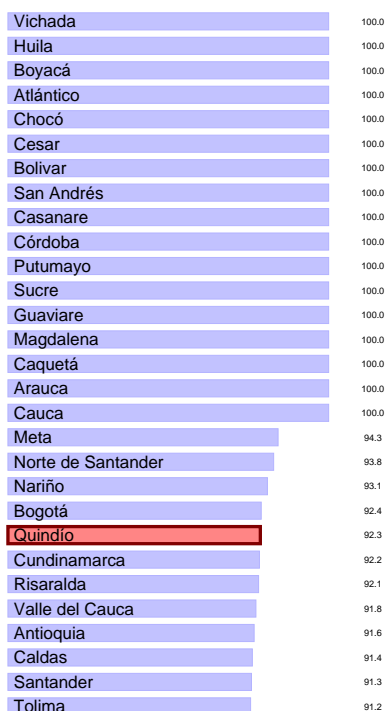 Vichada 100.0
Huila 100.0
Boyacá 100.0
Atlántico 100.0
Chocó 100.0
Cesar 100.0
Bolivar 100.0
San Andrés 100.0
Casanare 100.0
Córdoba 100.0
Putumayo 100.0
Sucre 100.0
Guaviare 100.0
Magdalena 100.0
Caquetá 100.0
Arauca 100.0
Cauca 100.0
Meta 94.3
Norte de Santander 93.8
Nariño 93.1
Bogotá 92.4
Quindío 92.3
Cundinamarca 92.2
Risaralda 92.1
Valle del Cauca 91.8
Antioquia 91.6
Caldas 91.4
Santander 91.3
Tolima 91.2